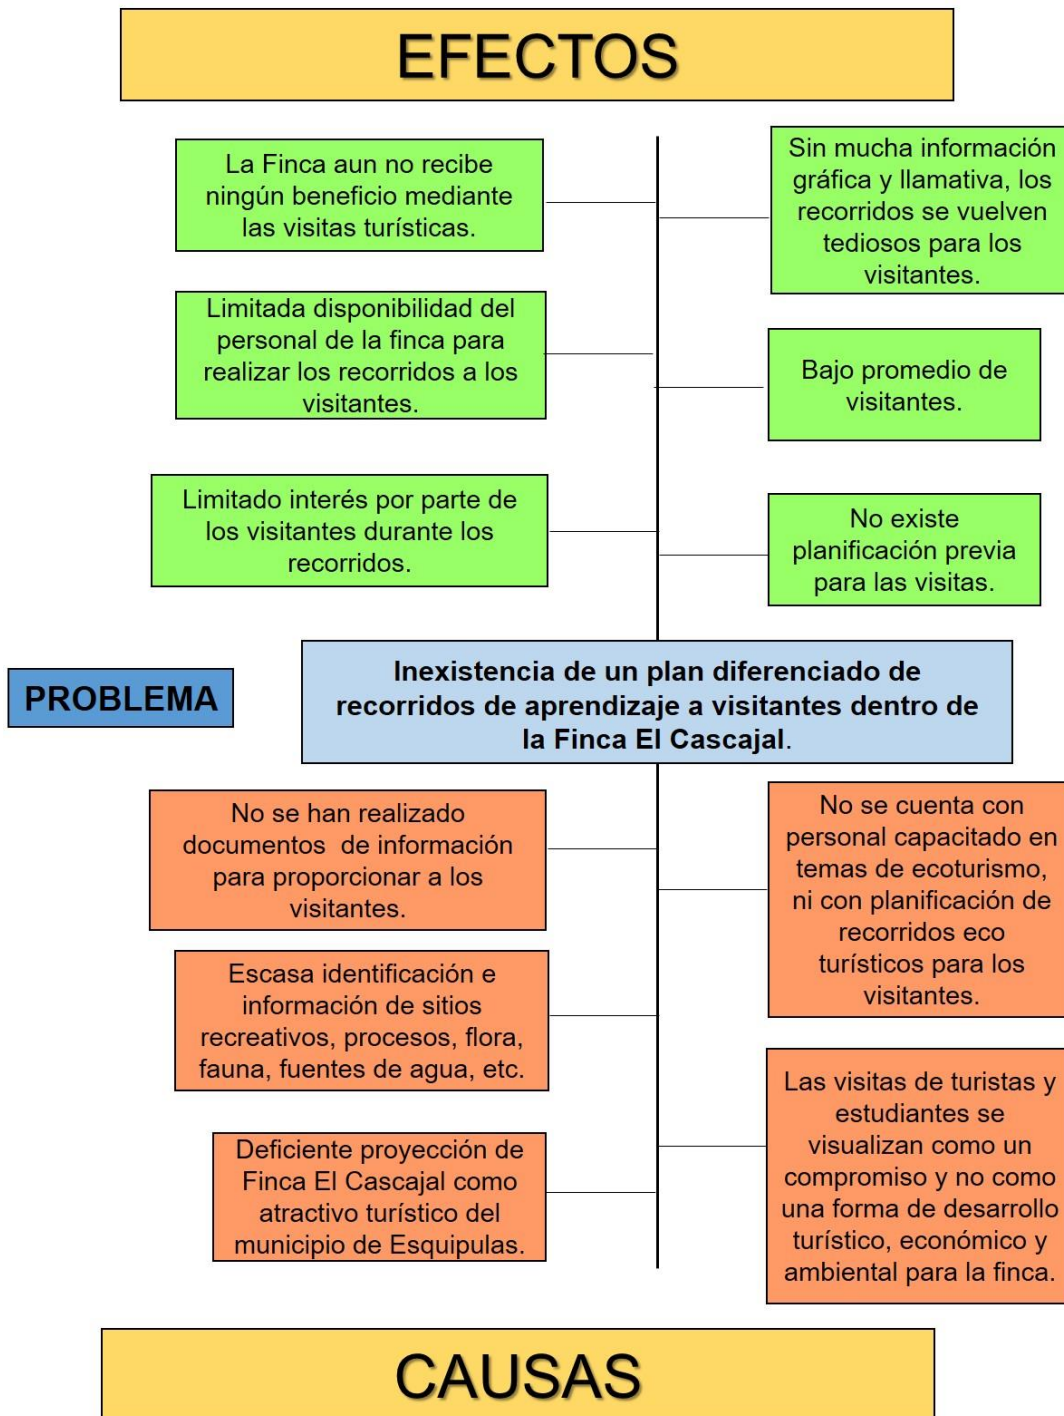 EFECTOS
La Finca aun no recibe
ningún beneficio mediante
las visitas turísticas.
Sin mucha información
gráfica y llamativa, los
recorridos se vuelven
tediosos para los
visitantes.
Limitada disponibilidad del
personal de la finca para
realizar los recorridos a los
visitantes.
Bajo promedio de
visitantes.
Limitado interés por parte de
los visitantes durante los
recorridos.
No existe
planificación previa
para las visitas.
PROBLEMA
Inexistencia de un plan diferenciado de
recorridos de aprendizaje a visitantes dentro de
la Finca El Cascajal.
No se han realizado
documentos de información
para proporcionar a los
visitantes.
No se cuenta con
personal capacitado en
temas de ecoturismo,
ni con planificación de
recorridos eco
turísticos para los
visitantes.
Escasa identificación e
información de sitios
recreativos, procesos, flora,
fauna, fuentes de agua, etc.
Las visitas de turistas y
estudiantes se
visualizan como un
compromiso y no como
una forma de desarrollo
turístico, económico y
ambiental para la finca.
Deficiente proyección de
Finca El Cascajal como
atractivo turístico del
municipio de Esquipulas.
CAUSAS